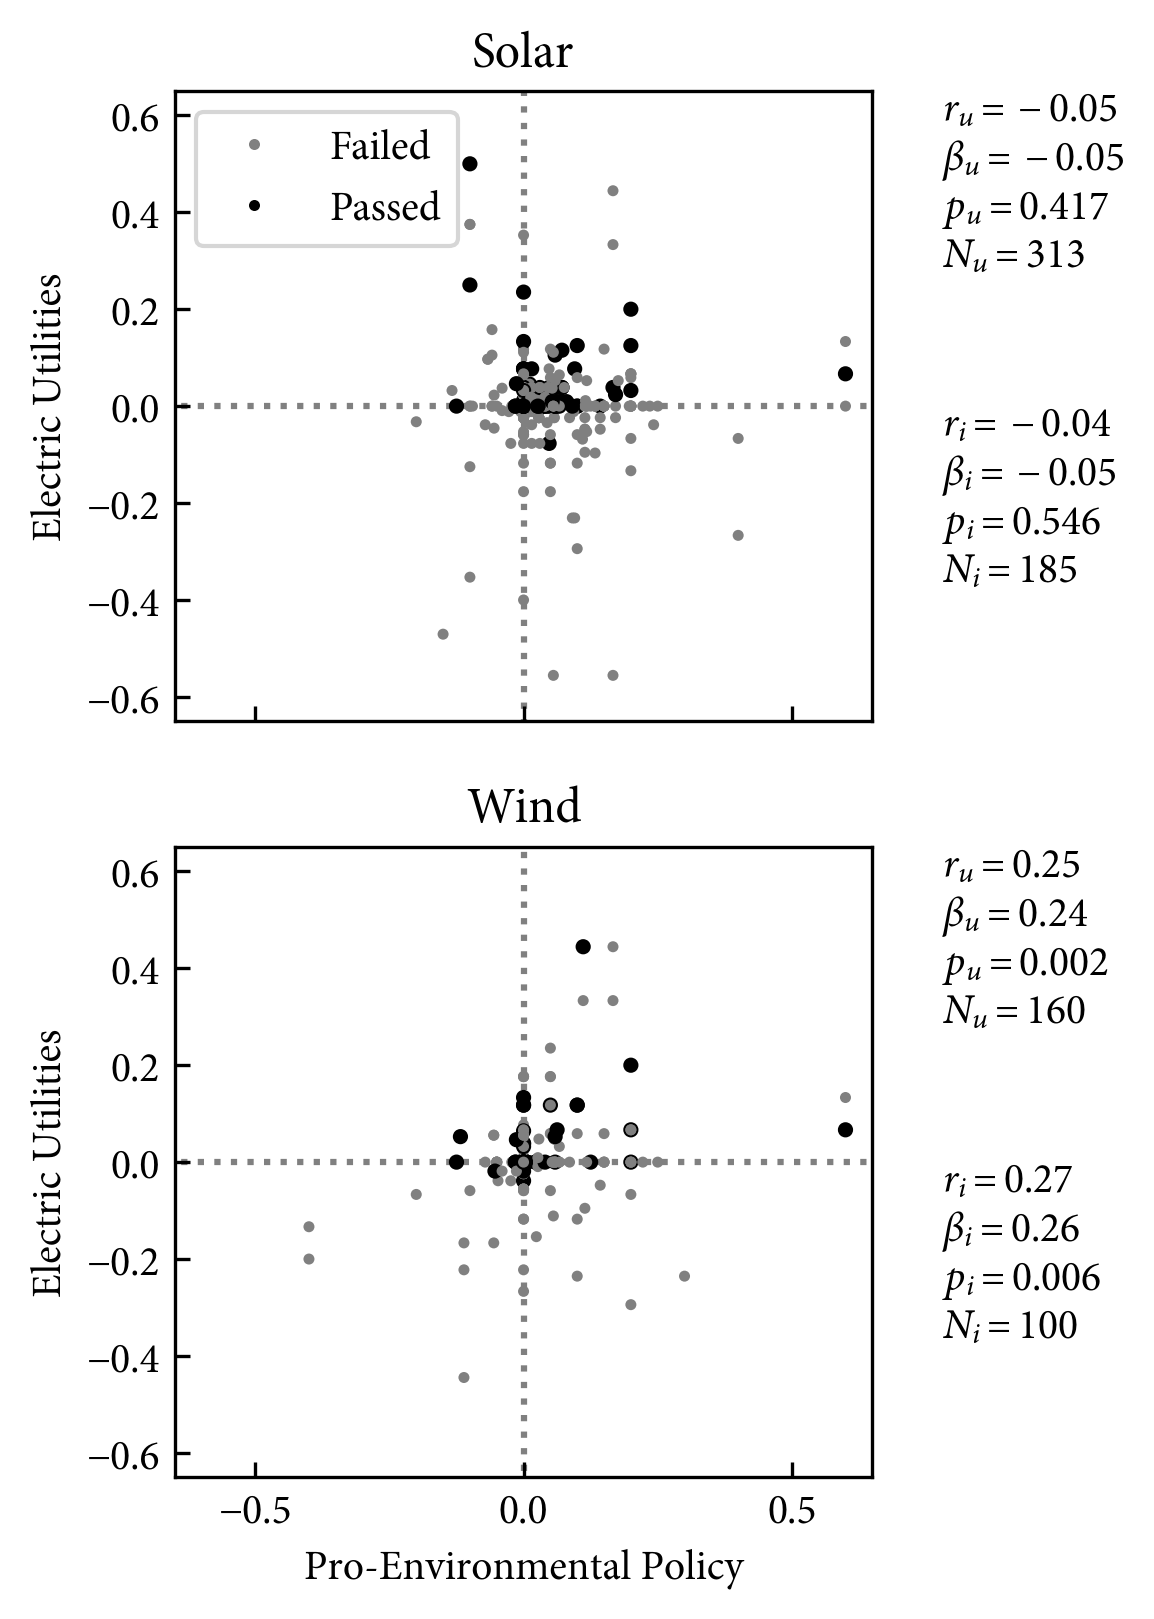 Solar
0.6
0.4
0.2
0.0
−0.2
−0.4
−0.6
Electric Utilities
Failed
Passed
r_u = −0.05
β_u = −0.05
p_u = 0.417
N_u = 313
r_i = −0.04
β_i = −0.05
p_i = 0.546
N_i = 185
Wind
0.6
0.4
0.2
0.0
−0.2
−0.4
−0.6
Electric Utilities
r_u = 0.25
β_u = 0.24
p_u = 0.002
N_u = 160
r_i = 0.27
β_i = 0.26
p_i = 0.006
N_i = 100
−0.5 0.0 0.5
Pro-Environmental Policy